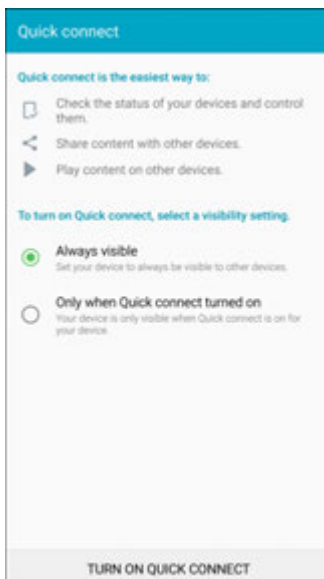 Quick connect
Quick connect is the easiest way to:
Check the status of your devices and control
them.
Share content with other devices.
Play content on other devices.
To turn on Quick connect, select a visibility setting.
Always visible
Set your device to always be visible to other devices.
Only when Quick connect turned on
Your device is only visible when Quick connect is on for
your device.
TURN ON QUICK CONNECT